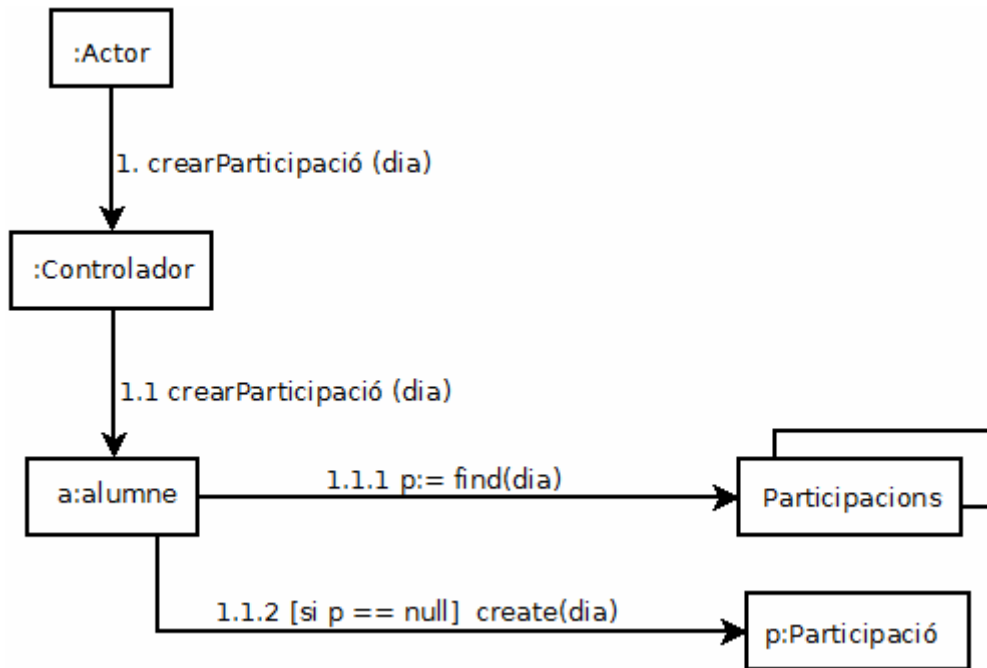 :Actor
1. crearParticipació (dia)
:Controlador
1.1 crearParticipació (dia)
a:alumne
1.1.1 p:= find(dia)
Participacions
1.1.2 [si p == null]  create(dia)
p:Participació